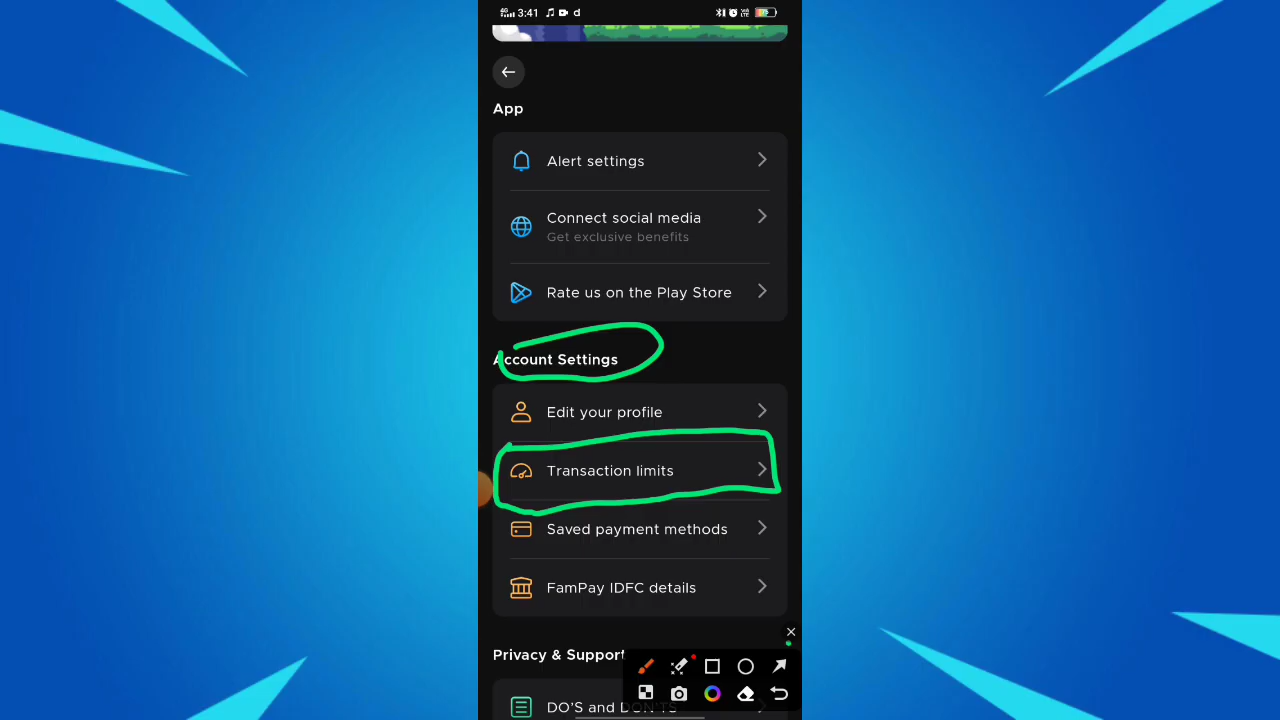 4G 3:41 d
App
Alert settings
Connect social media
Get exclusive benefits
Rate us on the Play Store
Account Settings
Edit your profile
Transaction limits
Saved payment methods
FamPay IDFC details
Privacy & Support
DO'S and DON'TS